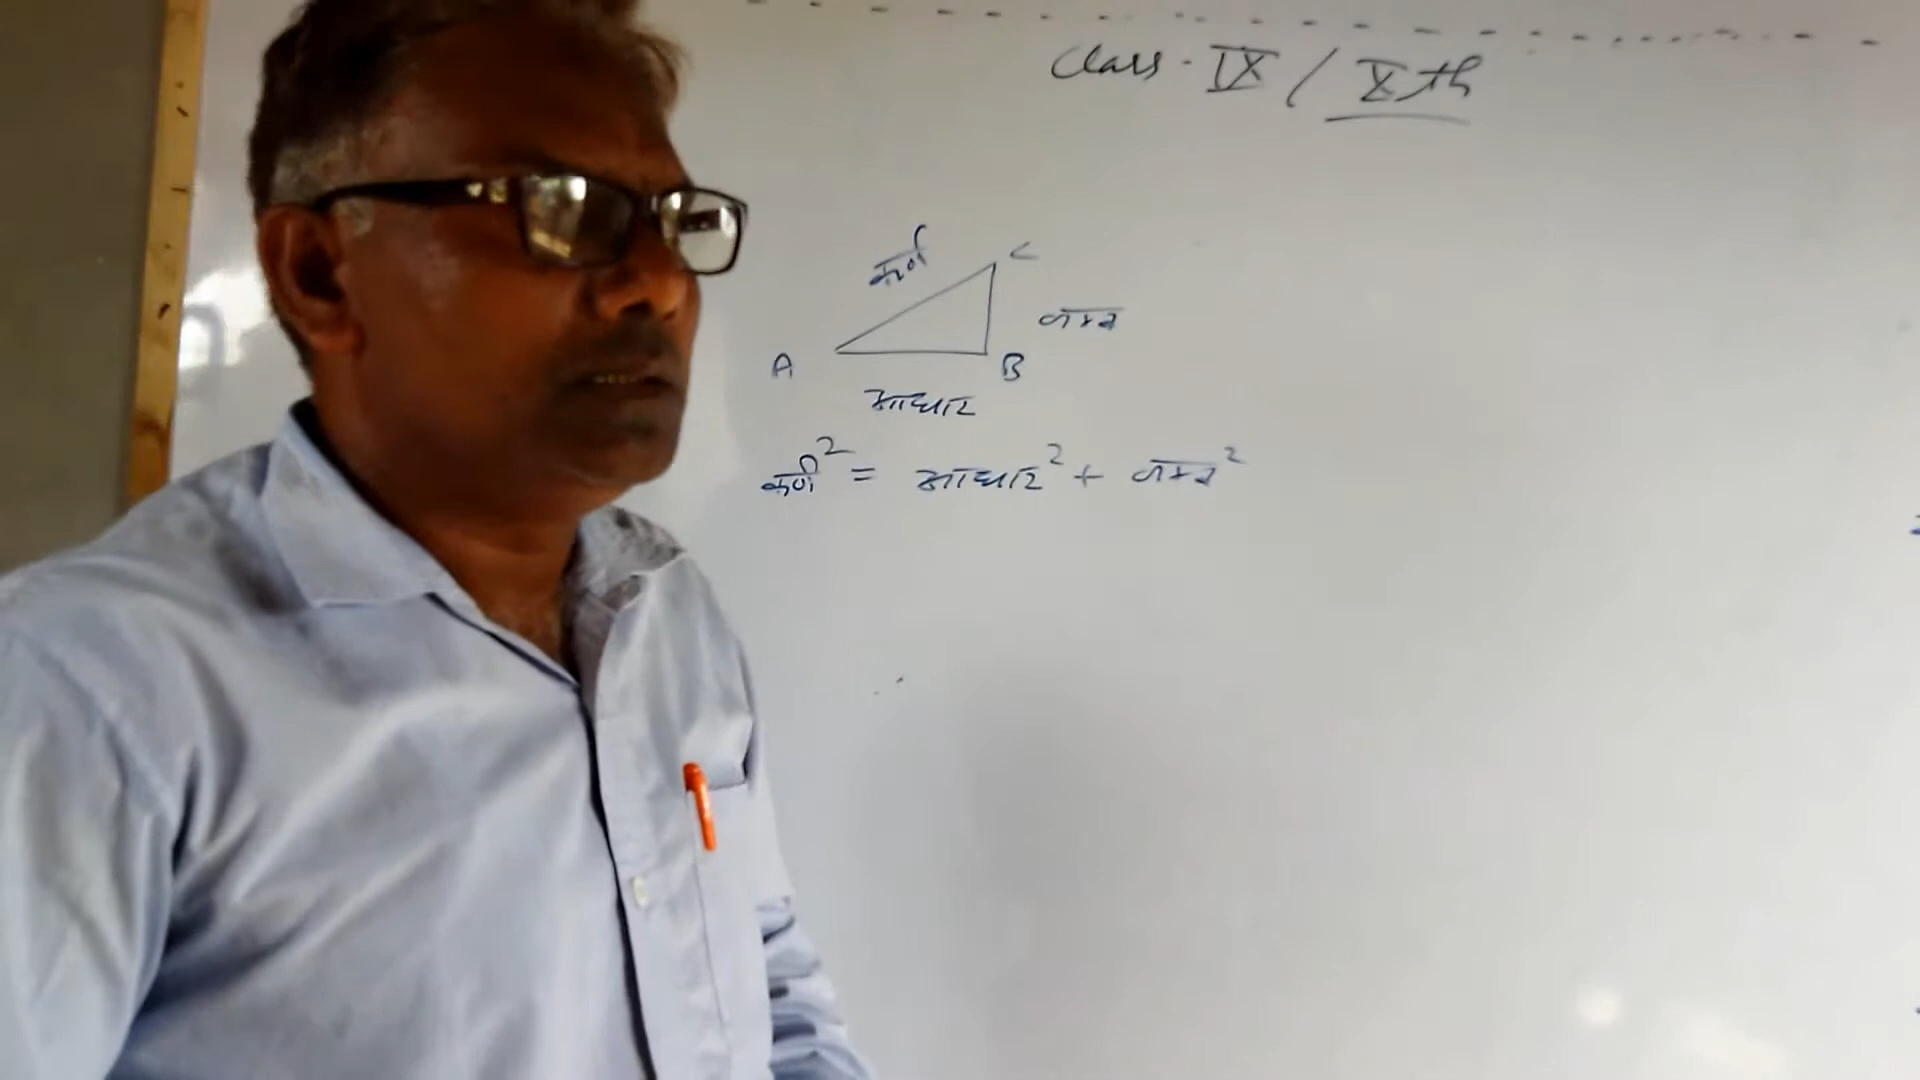 Class - IX / Xth
कर्ण
C
लम्ब
A
B
आधार
कर्ण² = आधार² + लम्ब²